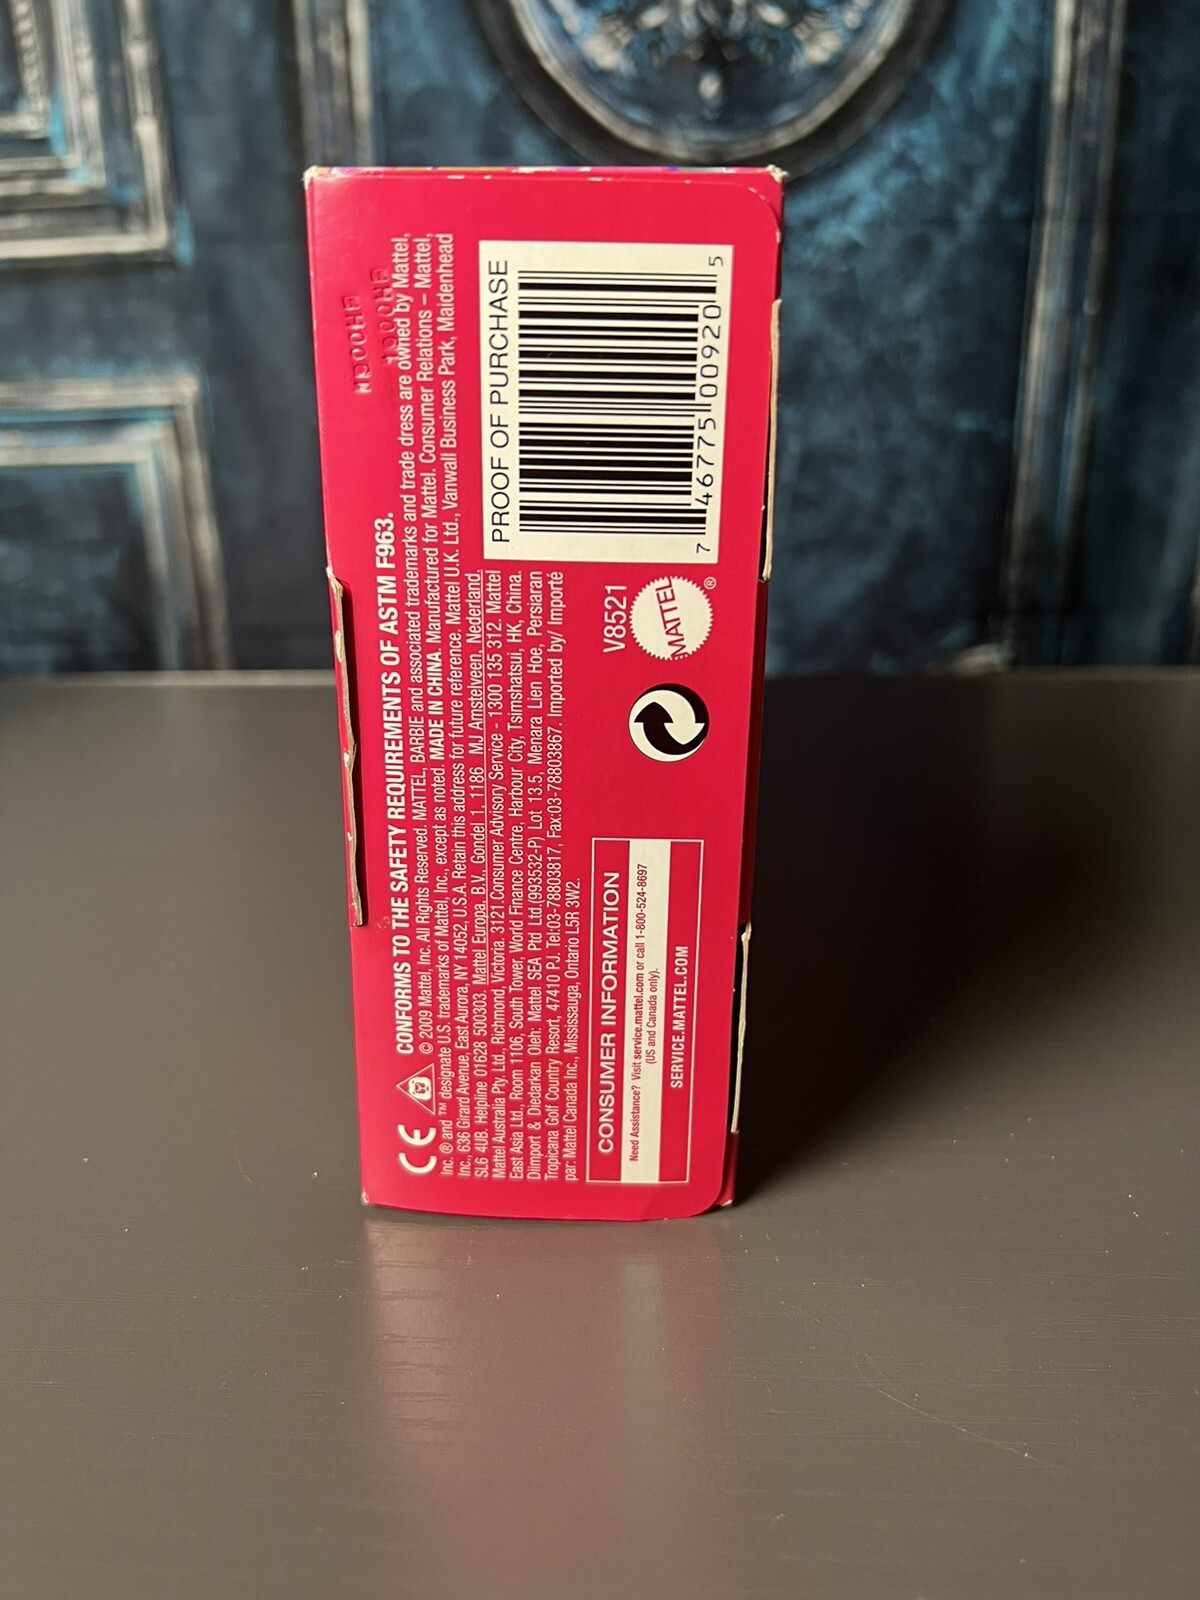 CE CONFORMS TO THE SAFETY REQUIREMENTS OF ASTM F963.
© 2009 Mattel, Inc. All Rights Reserved. MATTEL, BARBIE and associated trademarks and trade dress are owned by Mattel,
Inc. ® and ™ designate U.S. trademarks of Mattel, Inc., except as noted. MADE IN CHINA. Manufactured for Mattel. Consumer Relations – Mattel,
Inc., 636 Girard Avenue, East Aurora, NY 14052, U.S.A. Retain this address for future reference. Mattel U.K. Ltd., Vanwall Business Park, Maidenhead
SL6 4UB. Helpline 01628 500303. Mattel Europa, B.V., Gondel 1, 1186 MJ Amstelveen, Nederland.
Mattel Australia Pty. Ltd., Richmond, Victoria. 3121.Consumer Advisory Service - 1300 135 312. Mattel
East Asia Ltd., Room 1106, South Tower, World Finance Centre, Harbour City, Tsimshatsui, HK, China.
Diimport & Diedarkan Oleh: Mattel SEA Ptd Ltd.(993532-P) Lot 13.5, Menara Lien Hoe, Persiaran
Tropicana Golf Country Resort, 47410 PJ. Tel:03-78803817, Fax:03-78803867. Imported by/ Importé
par: Mattel Canada Inc., Mississauga, Ontario L5R 3W2.
CONSUMER INFORMATION
Need Assistance? Visit service.mattel.com or call 1-800-524-8697
(US and Canada only).
SERVICE.MATTEL.COM
V8521
MATTEL®
PROOF OF PURCHASE
7 46775 00920 5